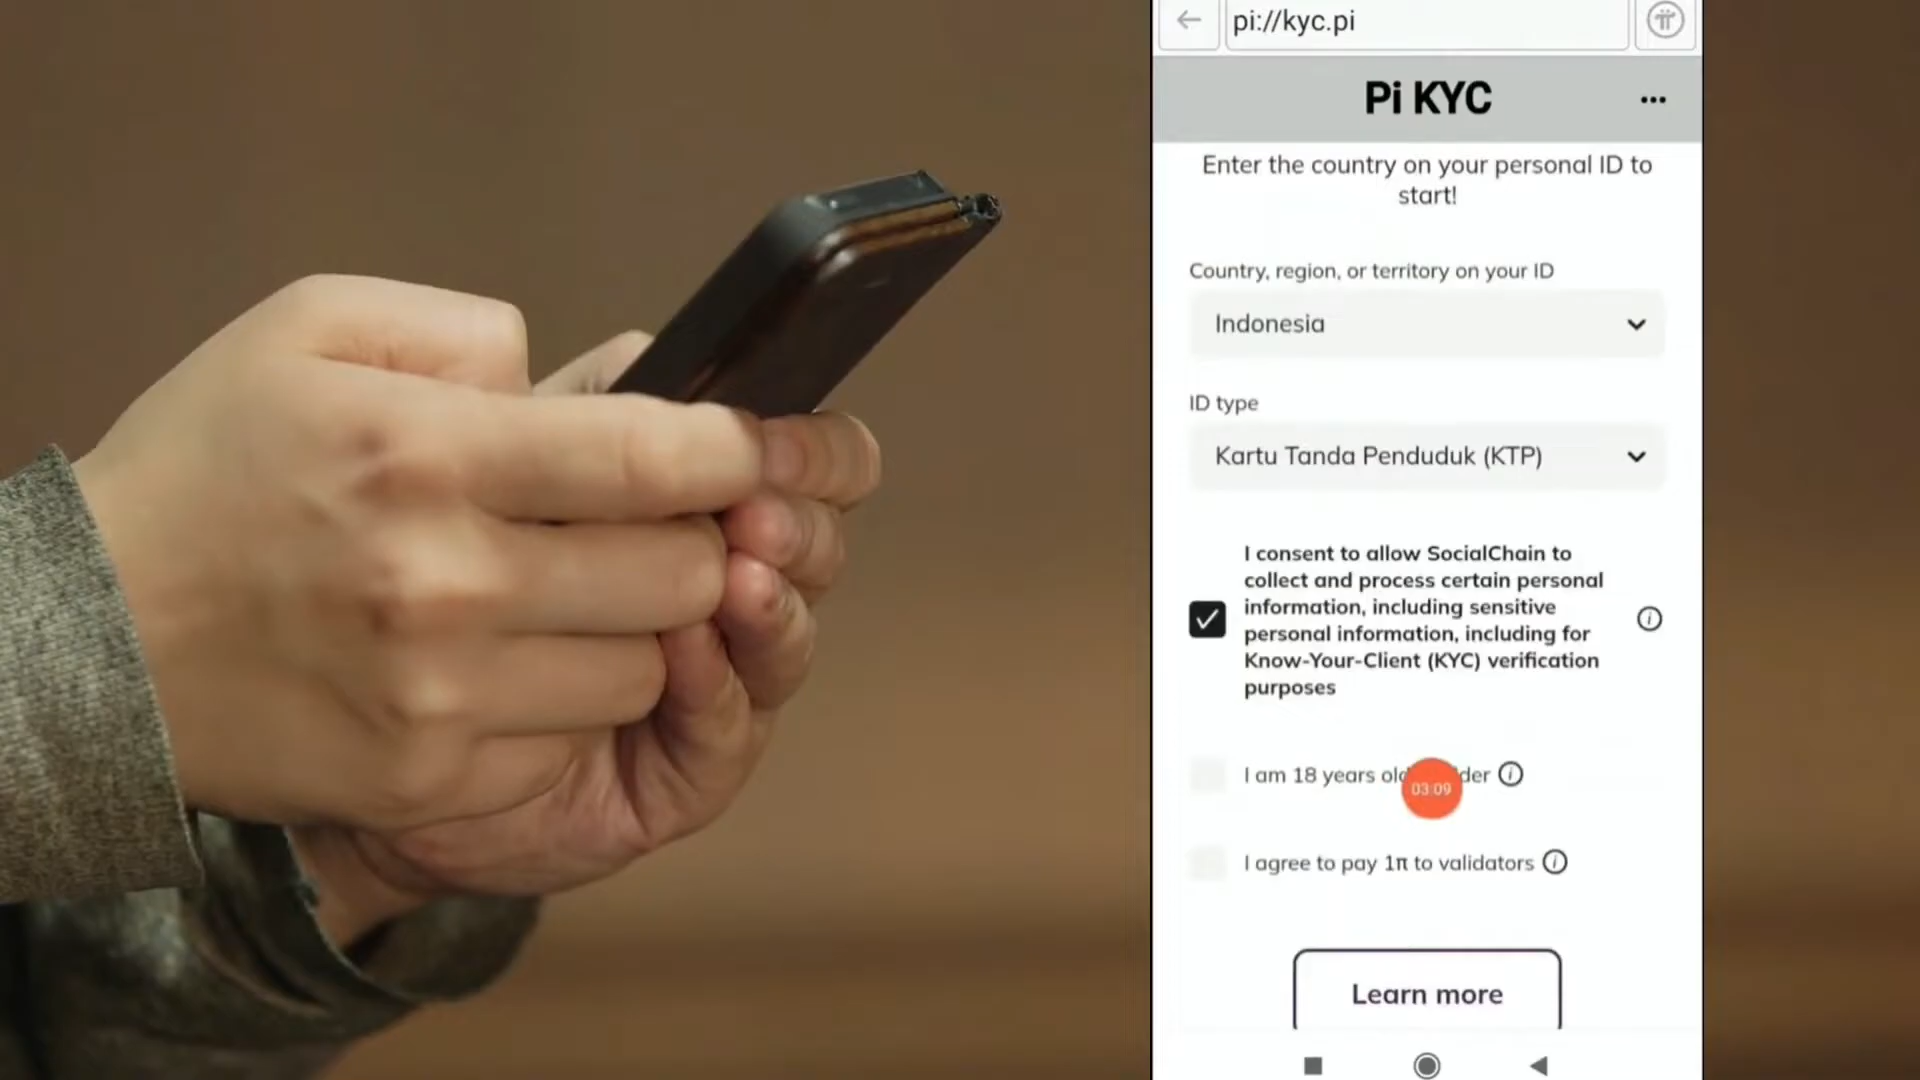 pi://kyc.pi
Pi KYC
Enter the country on your personal ID to
start!
Country, region, or territory on your ID
Indonesia
ID type
Kartu Tanda Penduduk (KTP)
I consent to allow SocialChain to
collect and process certain personal
information, including sensitive
personal information, including for
Know-Your-Client (KYC) verification
purposes
I am 18 years old
03:09
I agree to pay 1π to validators
Learn more